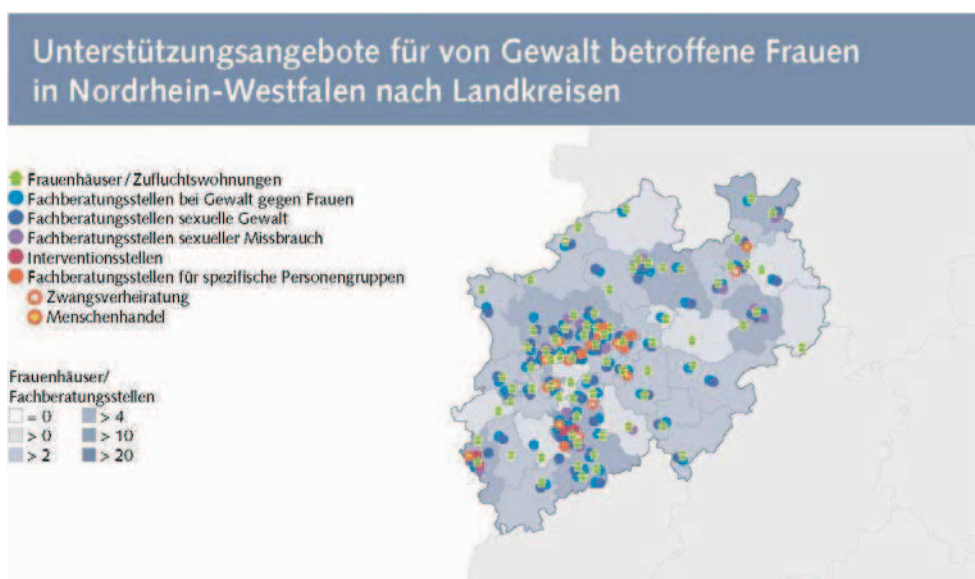 Unterstützungsangebote für von Gewalt betroffene Frauen
in Nordrhein-Westfalen nach Landkreisen
Frauenhäuser/Zufluchtswohnungen
Fachberatungsstellen bei Gewalt gegen Frauen
Fachberatungsstellen sexuelle Gewalt
Fachberatungsstellen sexueller Missbrauch
Interventionsstellen
Fachberatungsstellen für spezifische Personengruppen
Zwangsverheiratung
Menschenhandel
Frauenhäuser/
Fachberatungsstellen
= 0 > 4
> 0 > 10
> 2 > 20